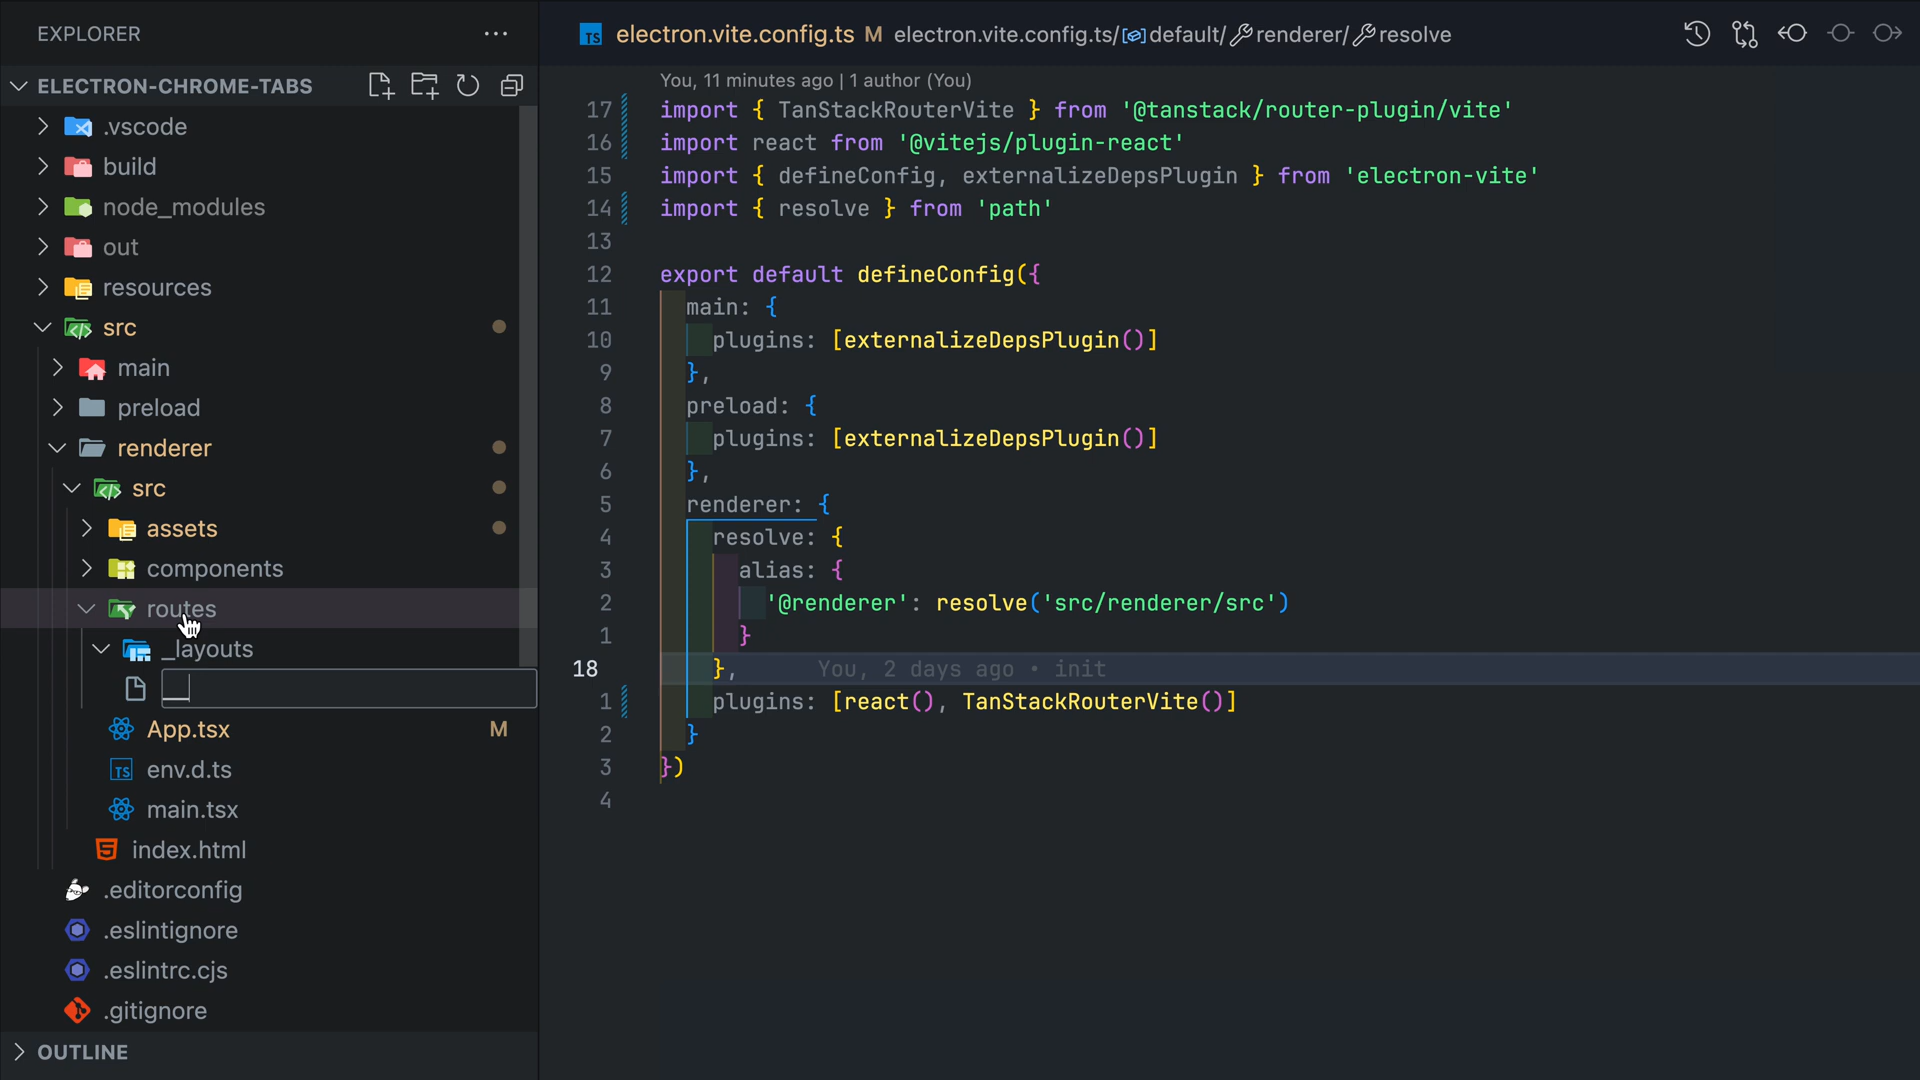 EXPLORER
ELECTRON-CHROME-TABS
.vscode
build
node_modules
out
resources
src
main
preload
renderer
src
assets
components
routes
_layouts
__
App.tsx M
env.d.ts
main.tsx
index.html
.editorconfig
.eslintignore
.eslintrc.cjs
.gitignore
OUTLINE
TS electron.vite.config.ts M electron.vite.config.ts/default/renderer/resolve
You, 11 minutes ago | 1 author (You)
17 import { TanStackRouterVite } from '@tanstack/router-plugin/vite'
16 import react from '@vitejs/plugin-react'
15 import { defineConfig, externalizeDepsPlugin } from 'electron-vite'
14 import { resolve } from 'path'
13
12 export default defineConfig({
11 main: {
10 plugins: [externalizeDepsPlugin()]
9 },
8 preload: {
7 plugins: [externalizeDepsPlugin()]
6 },
5 renderer: {
4 resolve: {
3 alias: {
2 '@renderer': resolve('src/renderer/src')
1 }
18 }, You, 2 days ago • init
1 plugins: [react(), TanStackRouterVite()]
2 }
3 })
4